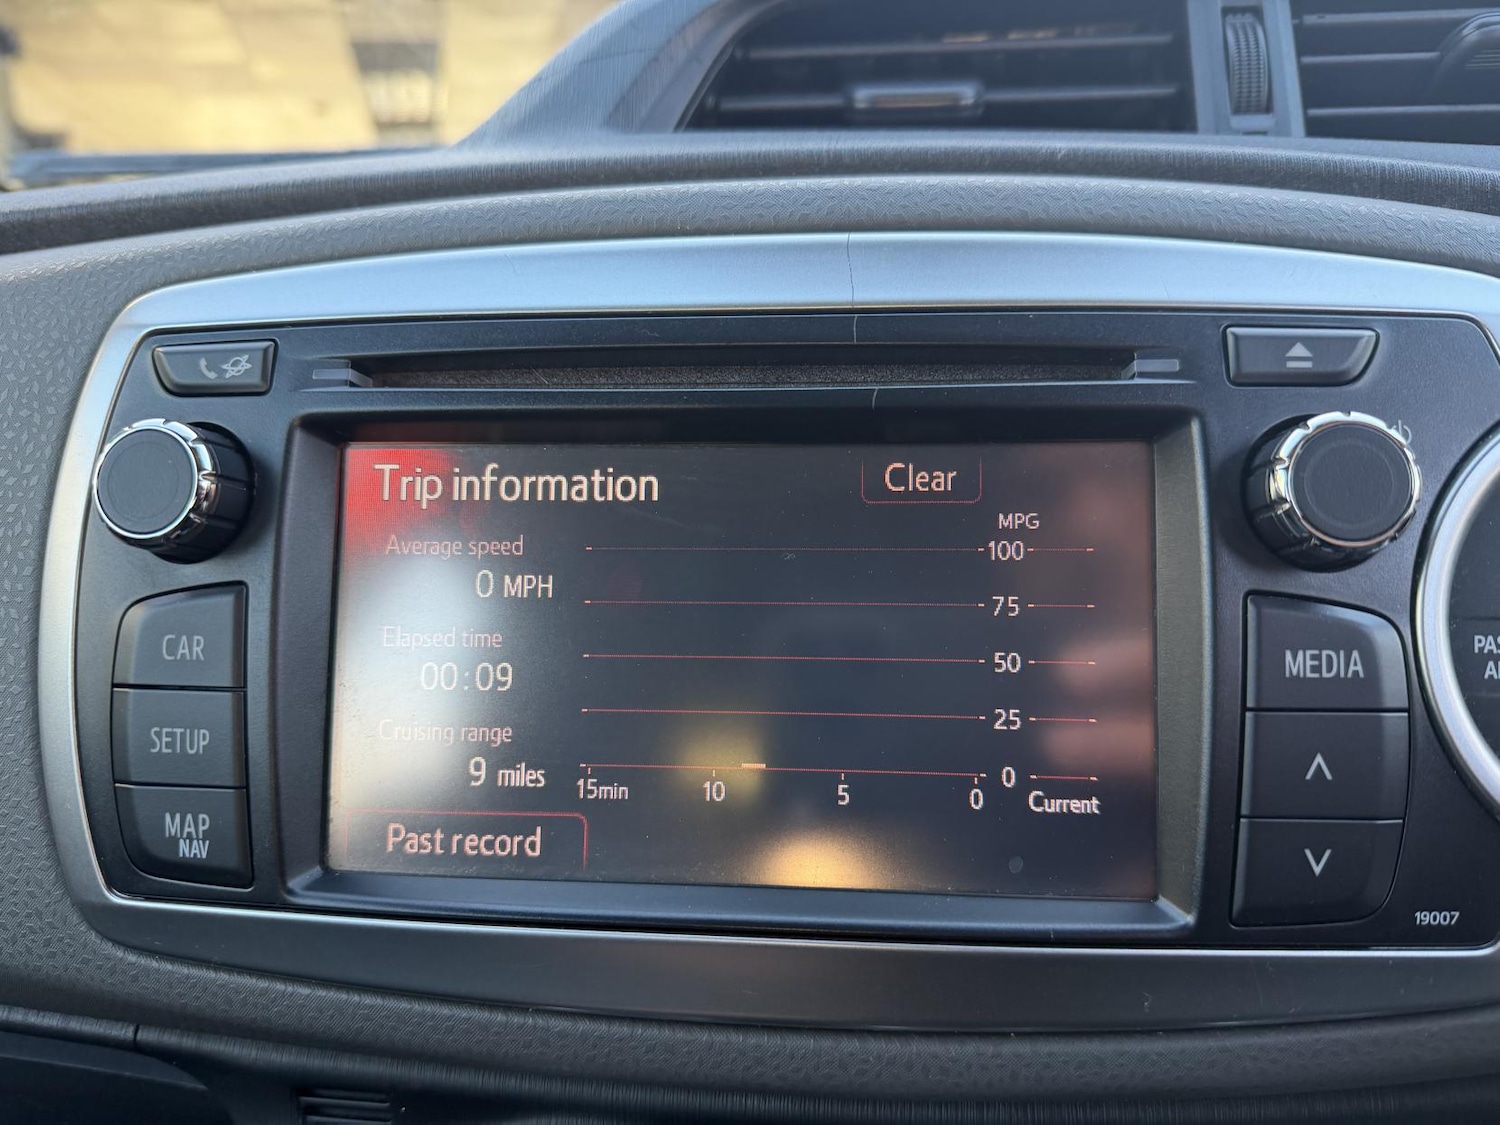 Trip information
Clear
Average speed
0 MPH
Elapsed time
00:09
Cruising range
9 miles
Past record
MPG
100
75
50
25
0
15min
10
5
0
Current
CAR
SETUP
MAP
NAV
MEDIA
19007
PAS